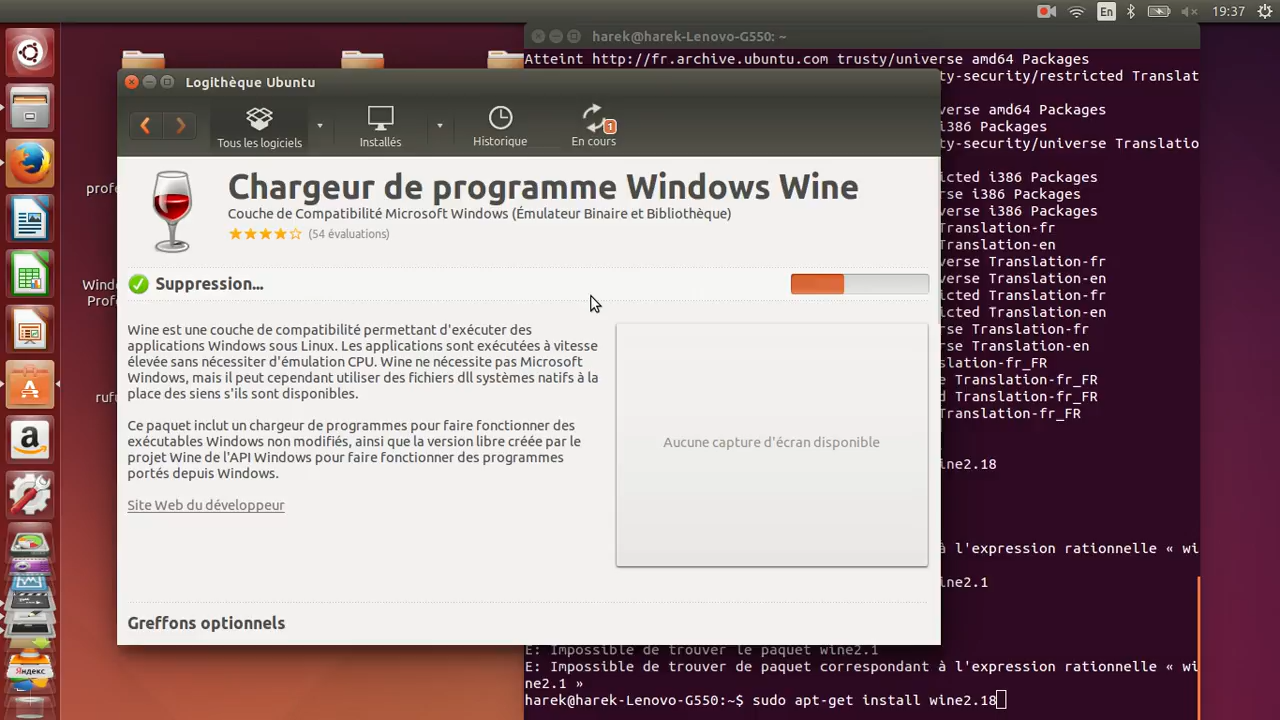 En
19:37
harek@harek-Lenovo-G550: ~
Atteint http://fr.archive.ubuntu.com trusty/universe amd64 Packages
ty-security/restricted Translat
verse amd64 Packages
i386 Packages
ty-security/universe Translatio
icted i386 Packages
rse i386 Packages
verse i386 Packages
Translation-fr
Translation-en
verse Translation-fr
verse Translation-en
icted Translation-fr
icted Translation-en
rse Translation-fr
rse Translation-en
nslation-fr_FR
e Translation-fr_FR
d Translation-fr_FR
Translation-fr_FR
ine2.18
à l'expression rationnelle « wi
ine2.1
E: Impossible de trouver le paquet wine2.1
E: Impossible de trouver de paquet correspondant à l'expression rationnelle « wi
ne2.1 »
harek@harek-Lenovo-G550:~$ sudo apt-get install wine2.18
Logithèque Ubuntu
Tous les logiciels
Installés
Historique
En cours
1
Chargeur de programme Windows Wine
Couche de Compatibilité Microsoft Windows (Émulateur Binaire et Bibliothèque)
(54 évaluations)
Suppression...
Wine est une couche de compatibilité permettant d'exécuter des
applications Windows sous Linux. Les applications sont exécutées à vitesse
élevée sans nécessiter d'émulation CPU. Wine ne nécessite pas Microsoft
Windows, mais il peut cependant utiliser des fichiers dll systèmes natifs à la
place des siens s'ils sont disponibles.
Ce paquet inclut un chargeur de programmes pour faire fonctionner des
exécutables Windows non modifiés, ainsi que la version libre créée par le
projet Wine de l'API Windows pour faire fonctionner des programmes
portés depuis Windows.
Site Web du développeur
Aucune capture d'écran disponible
Greffons optionnels
profe
Windo
Profe
rufu
Яндекс